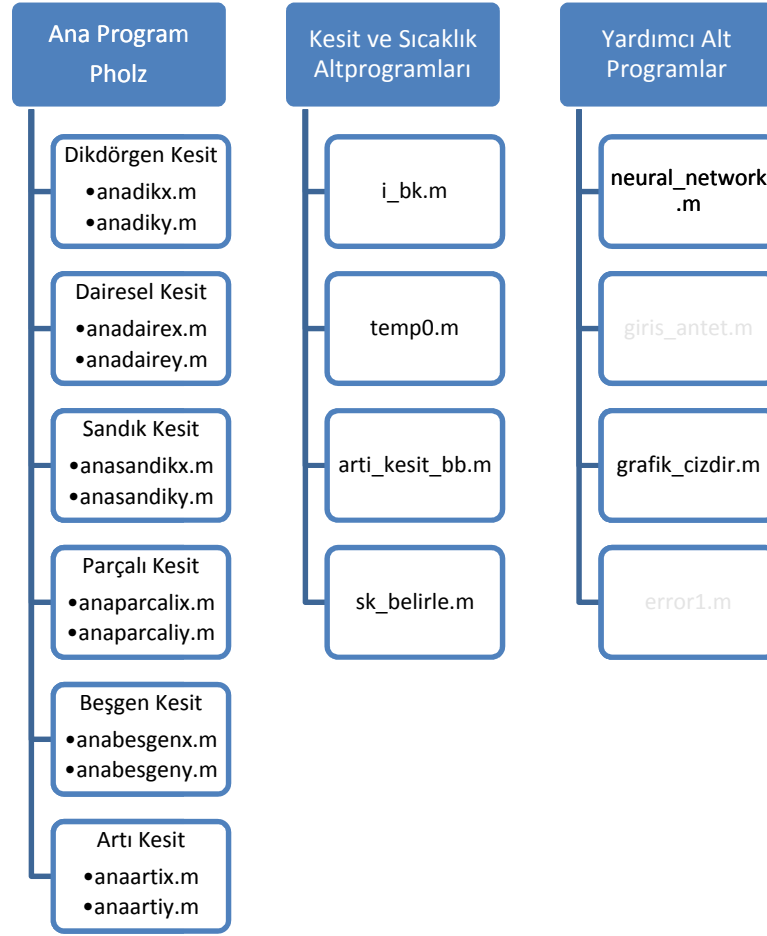 Ana Program
Pholz
Dikdörgen Kesit
•anadikx.m
•anadiky.m
Dairesel Kesit
•anadairex.m
•anadairey.m
Sandık Kesit
•anasandikx.m
•anasandiky.m
Parçalı Kesit
•anaparcalix.m
•anaparcaliy.m
Beşgen Kesit
•anabesgenx.m
•anabesgeny.m
Artı Kesit
•anaartix.m
•anaartiy.m
Kesit ve Sıcaklık
Altprogramları
i_bk.m
temp0.m
arti_kesit_bb.m
sk_belirle.m
Yardımcı Alt
Programlar
neural_network
.m
giris_antet.m
grafik_cizdir.m
error1.m